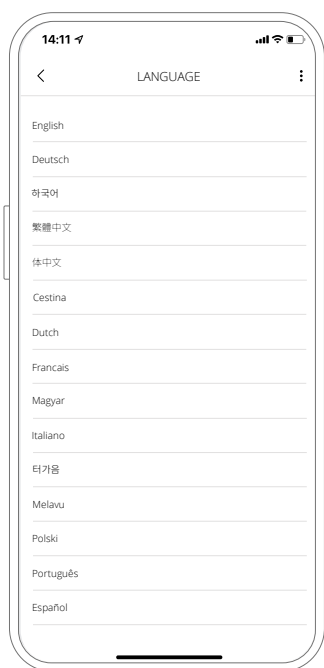 14:11
LANGUAGE
English
Deutsch
하국어
繁體中文
体中文
Cestina
Dutch
Francais
Magyar
Italiano
터가음
Melavu
Polski
Português
Español